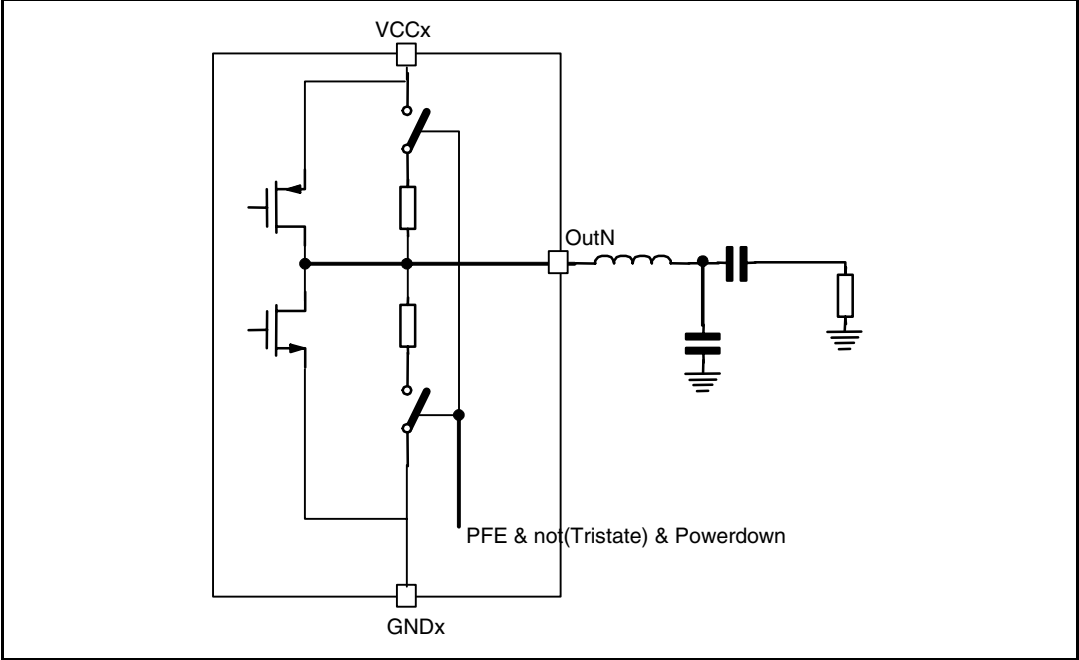 VCCx
OutN
PFE & not(Tristate) & Powerdown
GNDx